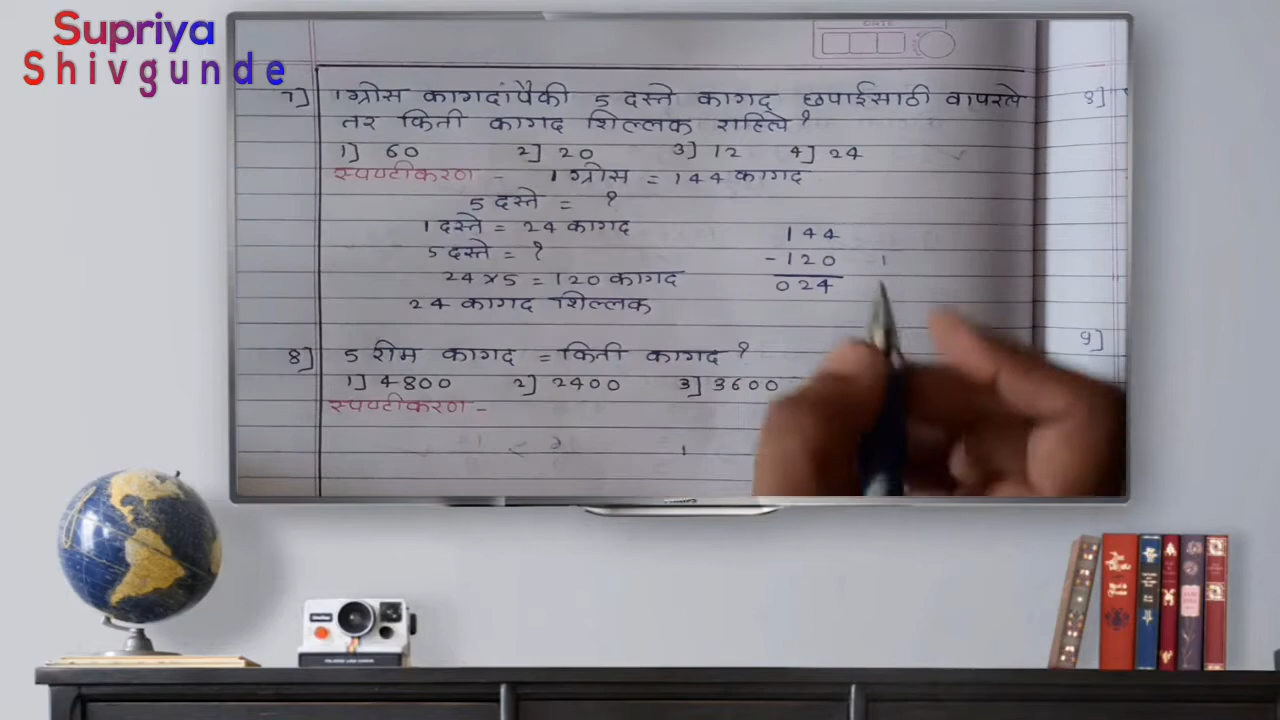 Supriya
Shivgunde
DATE
7] 1 ग्रोस कागदांपैकी 5 दस्ते कागद छपाईसाठी वापरले
तर किती कागद शिल्लक राहिले?
1] 60 2] 20 3] 12 4] 24
स्पष्टीकरण - 1 ग्रोस = 144 कागद
5 दस्ते = ?
1 दस्ते = 24 कागद
5 दस्ते = ?
24 × 5 = 120 कागद
24 कागद शिल्लक
144
- 120
024
8] 5 रीम कागद = किती कागद ?
1] 4800 2] 2400 3] 3600
स्पष्टीकरण -
8]
9]